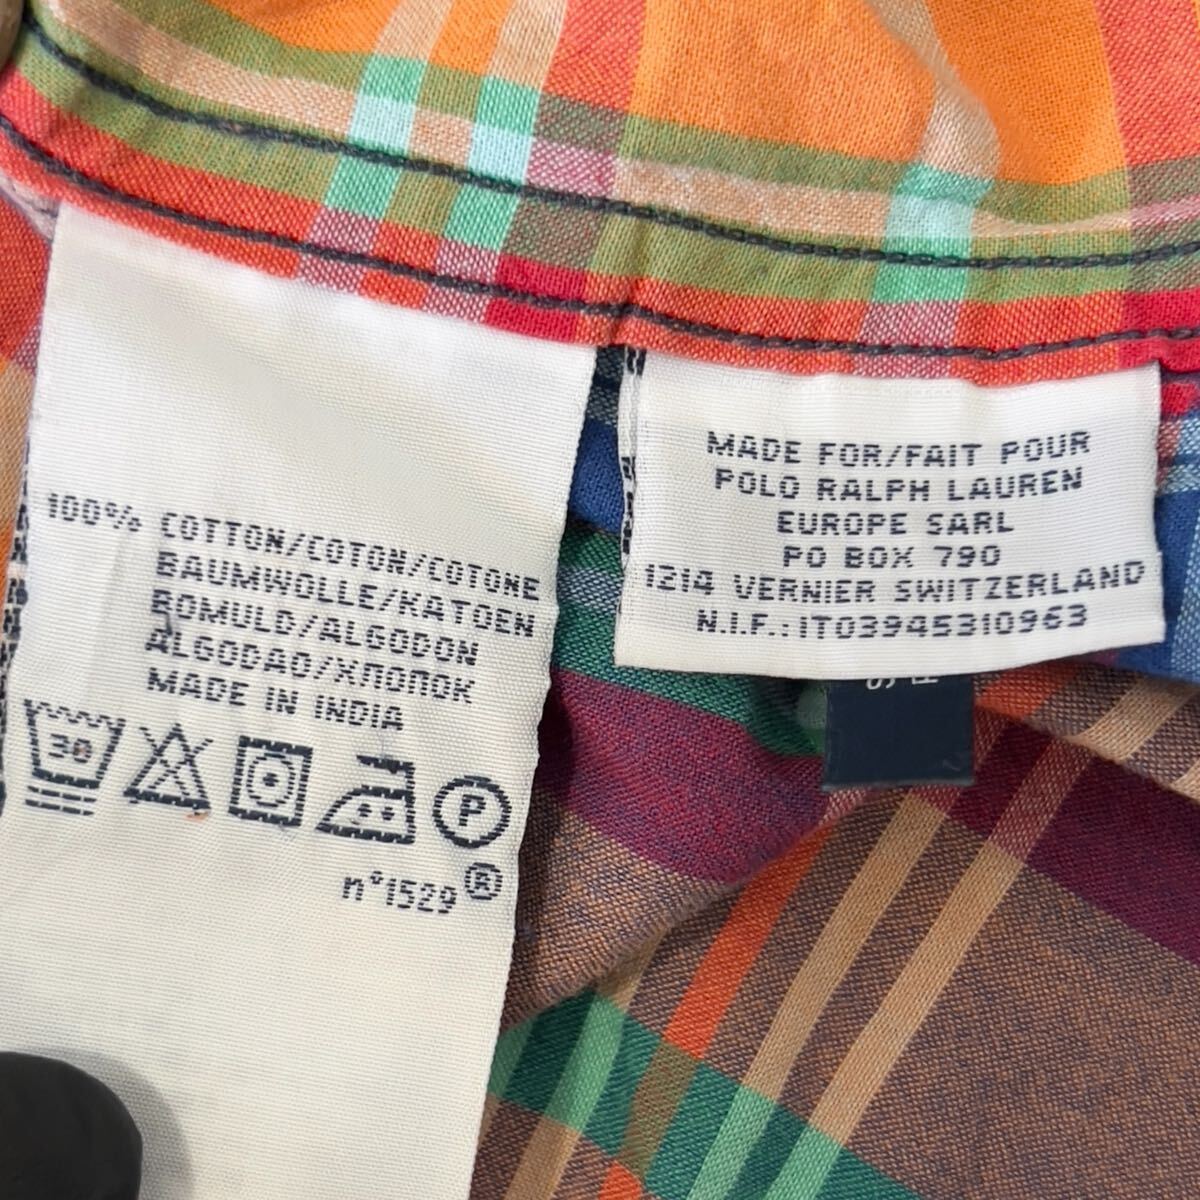 100% COTTON/COTON/COTONE
BAUMWOLLE/KATOEN
BOMULD/ALGODON
ALGODAO/ХЛОПОК
MADE IN INDIA
30
P
n°1529 ®
MADE FOR/FAIT POUR
POLO RALPH LAUREN
EUROPE SARL
PO BOX 790
1214 VERNIER SWITZERLAND
N.I.F.: IT03945310963